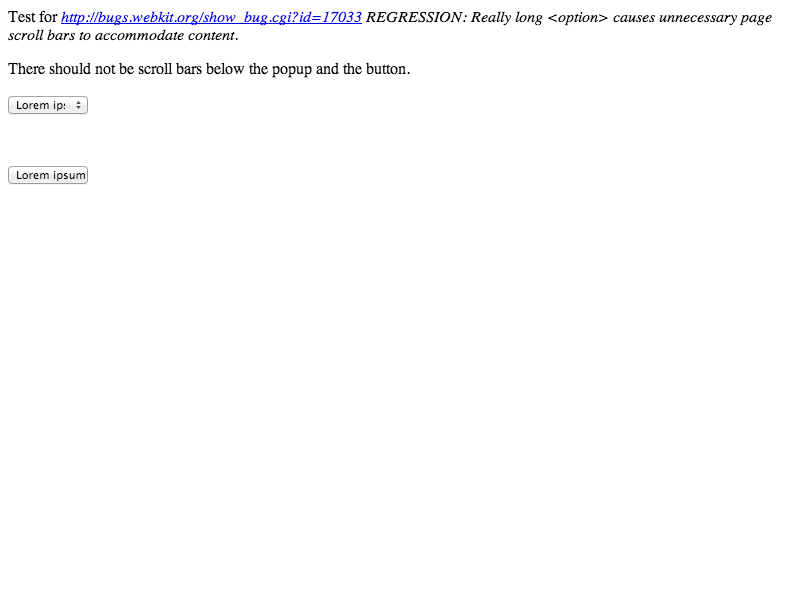 Test for http://bugs.webkit.org/show_bug.cgi?id=17033 REGRESSION: Really long <option> causes unnecessary page
scroll bars to accommodate content.
There should not be scroll bars below the popup and the button.
Lorem ip
Lorem ipsum